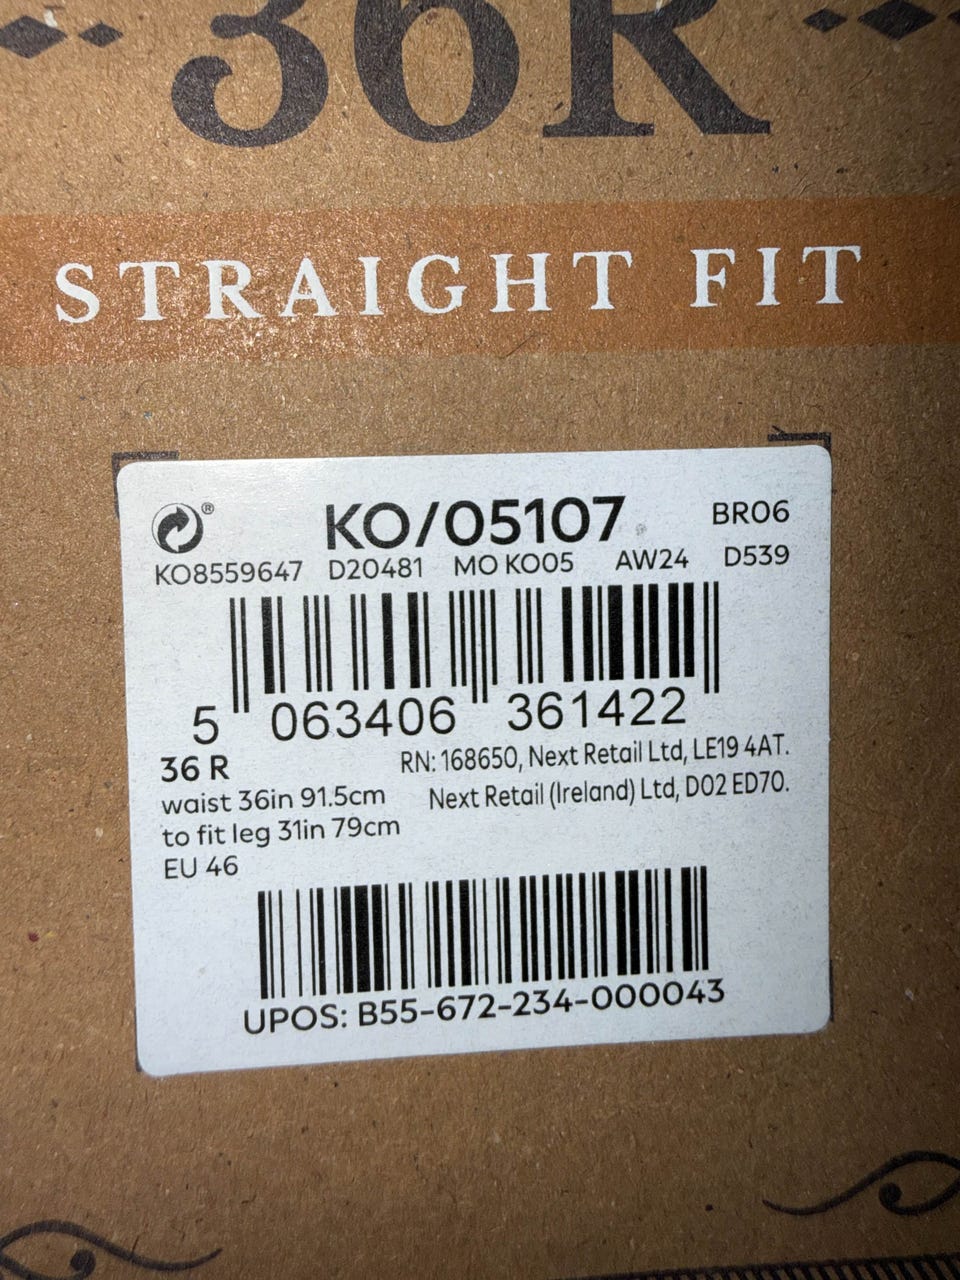 36R
STRAIGHT FIT
® KO/05107 BR06
KO8559647 D20481 MO KO05 AW24 D539
5 063406 361422
36 R
waist 36in 91.5cm
to fit leg 31in 79cm
EU 46
RN: 168650, Next Retail Ltd, LE19 4AT.
Next Retail (Ireland) Ltd, D02 ED70.
UPOS: B55-672-234-000043